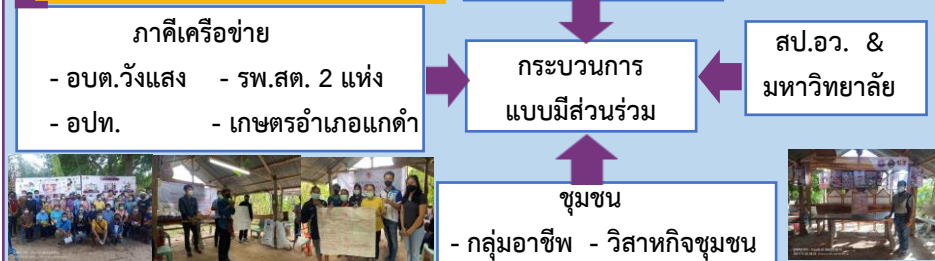 ภาคีเครือข่าย
- อบต.วังแสง - รพ.สต. 2 แห่ง
- อปท. - เกษตรอำเภอแกดำ
กระบวนการ
แบบมีส่วนร่วม
สป.อว. &
มหาวิทยาลัย
ชุมชน
- กลุ่มอาชีพ - วิสาหกิจชุมชน